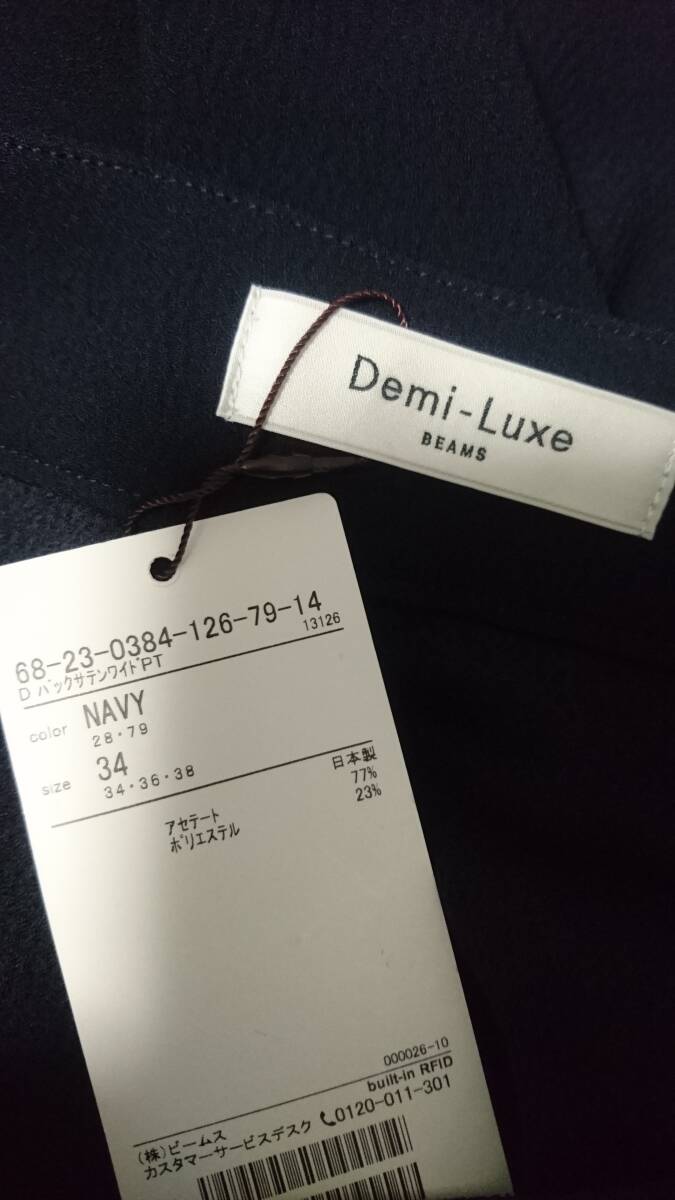 Demi-Luxe
BEAMS
68-23-0384-126-79-14
D バックサテンワイドPT 13126
color NAVY
28・79
size 34
34・36・38
日本製
アセテート 77%
ポリエステル 23%
000026-10
built-in RFID
(株)ビームス
カスタマーサービスデスク 0120-011-301